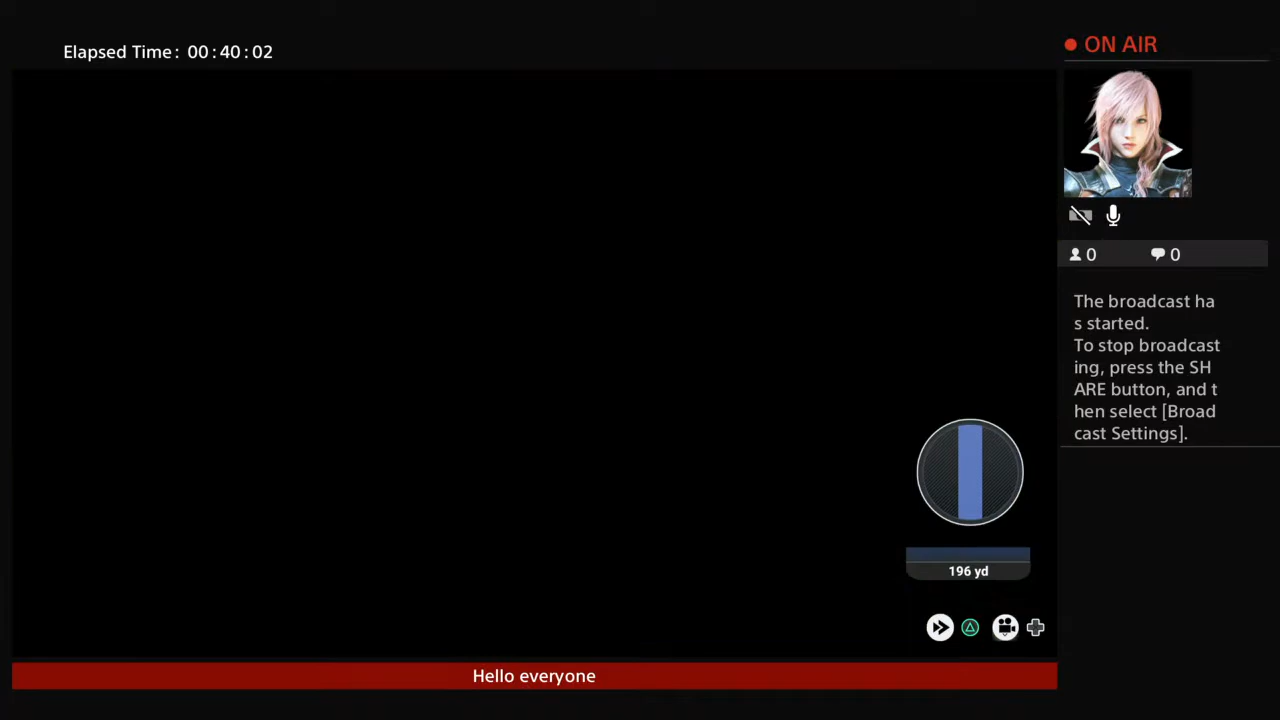 Elapsed Time: 00:40:02
ON AIR
0
0
The broadcast ha
s started.
To stop broadcast
ing, press the SH
ARE button, and t
hen select [Broad
cast Settings].
196 yd
Hello everyone